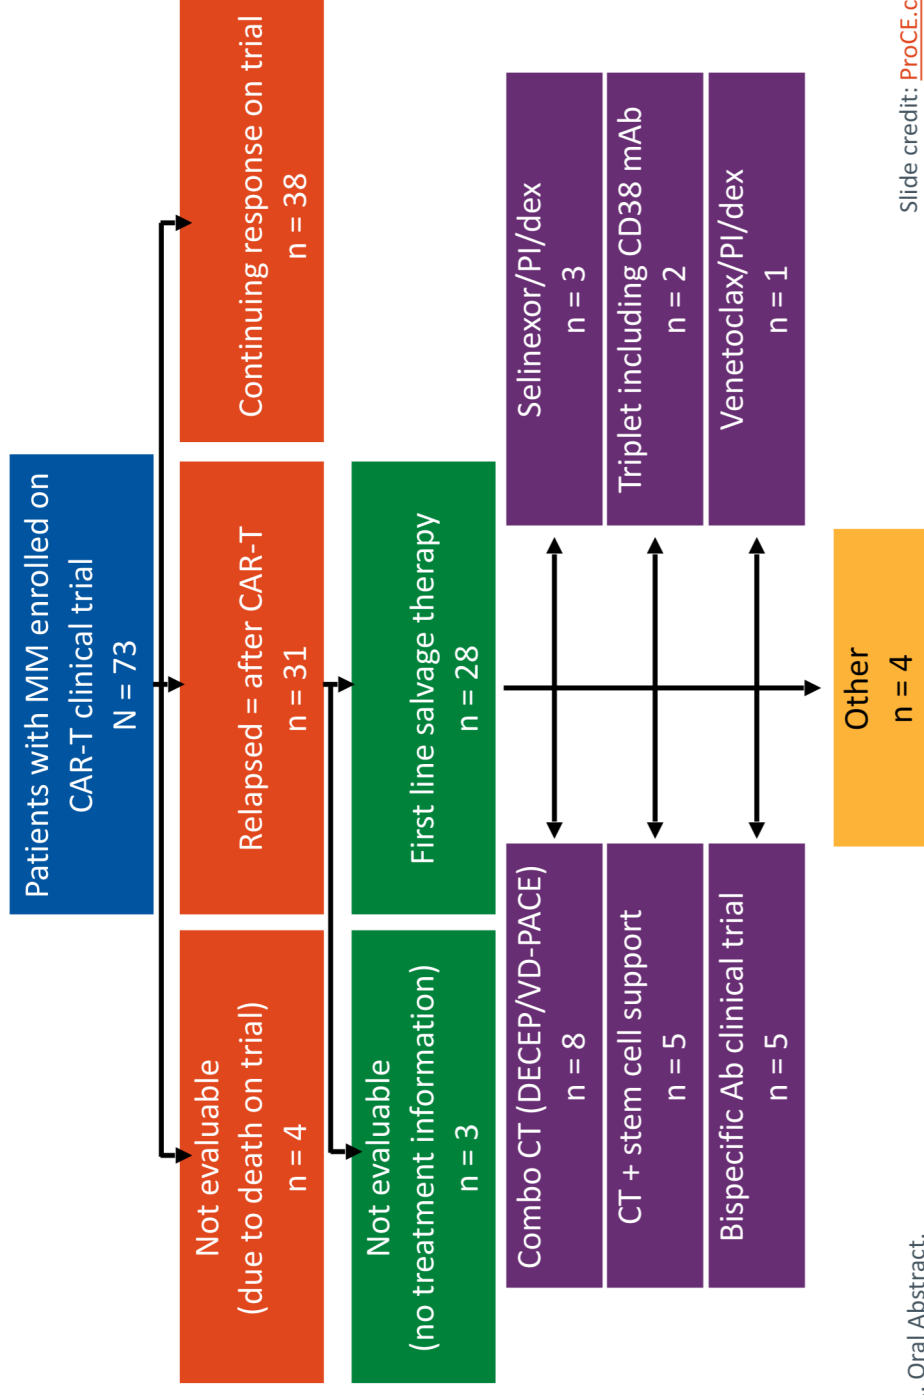 Patients with MM enrolled on
CAR-T clinical trial
N = 73
Not evaluable
(due to death on trial)
n = 4
Relapsed = after CAR-T
n = 31
Continuing response on trial
n = 38
Not evaluable
(no treatment information)
n = 3
First line salvage therapy
n = 28
Combo CT (DECEP/VD-PACE)
n = 8
Selinexor/PI/dex
n = 3
CT + stem cell support
n = 5
Triplet including CD38 mAb
n = 2
Bispecific Ab clinical trial
n = 5
Venetoclax/PI/dex
n = 1
Other
n = 4
. Oral Abstract.
Slide credit: ProCE.c